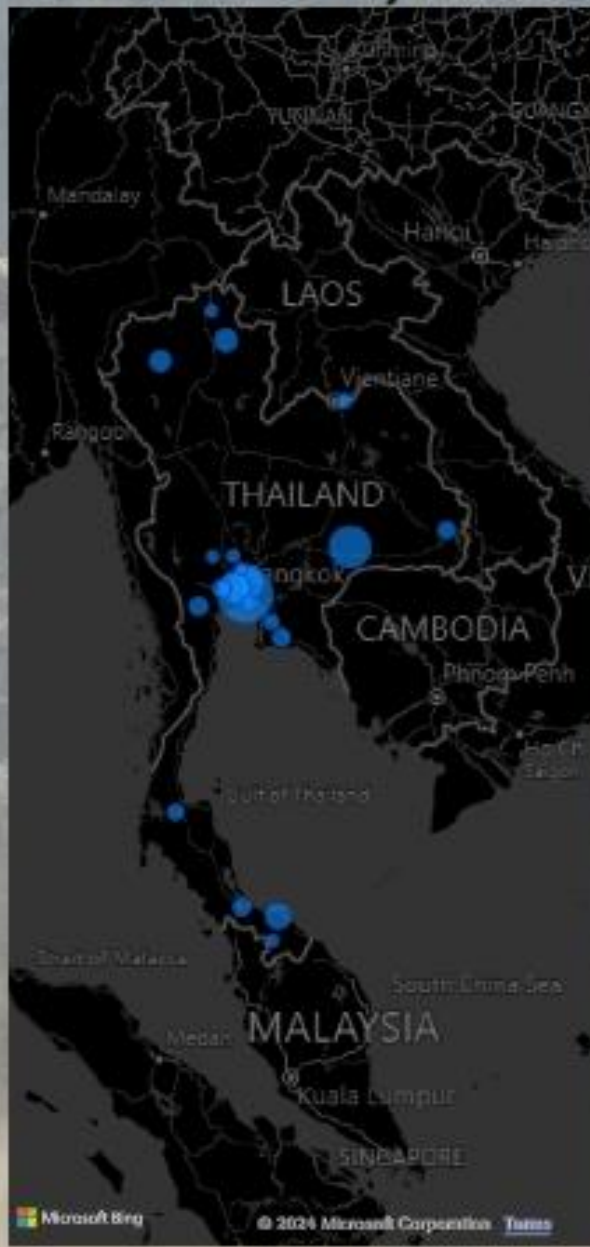 Kunming
YUNNAN
Mandalay
Hanoi
LAOS
Vientiane
Rangoon
THAILAND
angkok
CAMBODIA
Phnom Penh
Gulf of Thailand
Strait of Malacca
South China Sea
Medan
MALAYSIA
Kuala Lumpur
SINGAPORE
Microsoft Bing
© 2024 Microsoft Corporation Terms